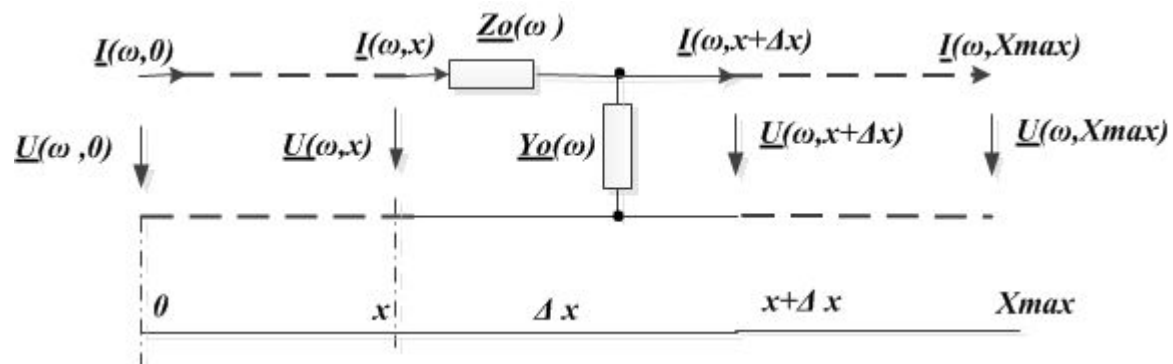 I(ω,0) I(ω,x) Zo(ω ) I(ω,x+Δx) I(ω,Xmax)
U(ω ,0) U(ω,x) Yo(ω) U(ω,x+Δx) U(ω,Xmax)
0 x Δ x x+Δ x Xmax